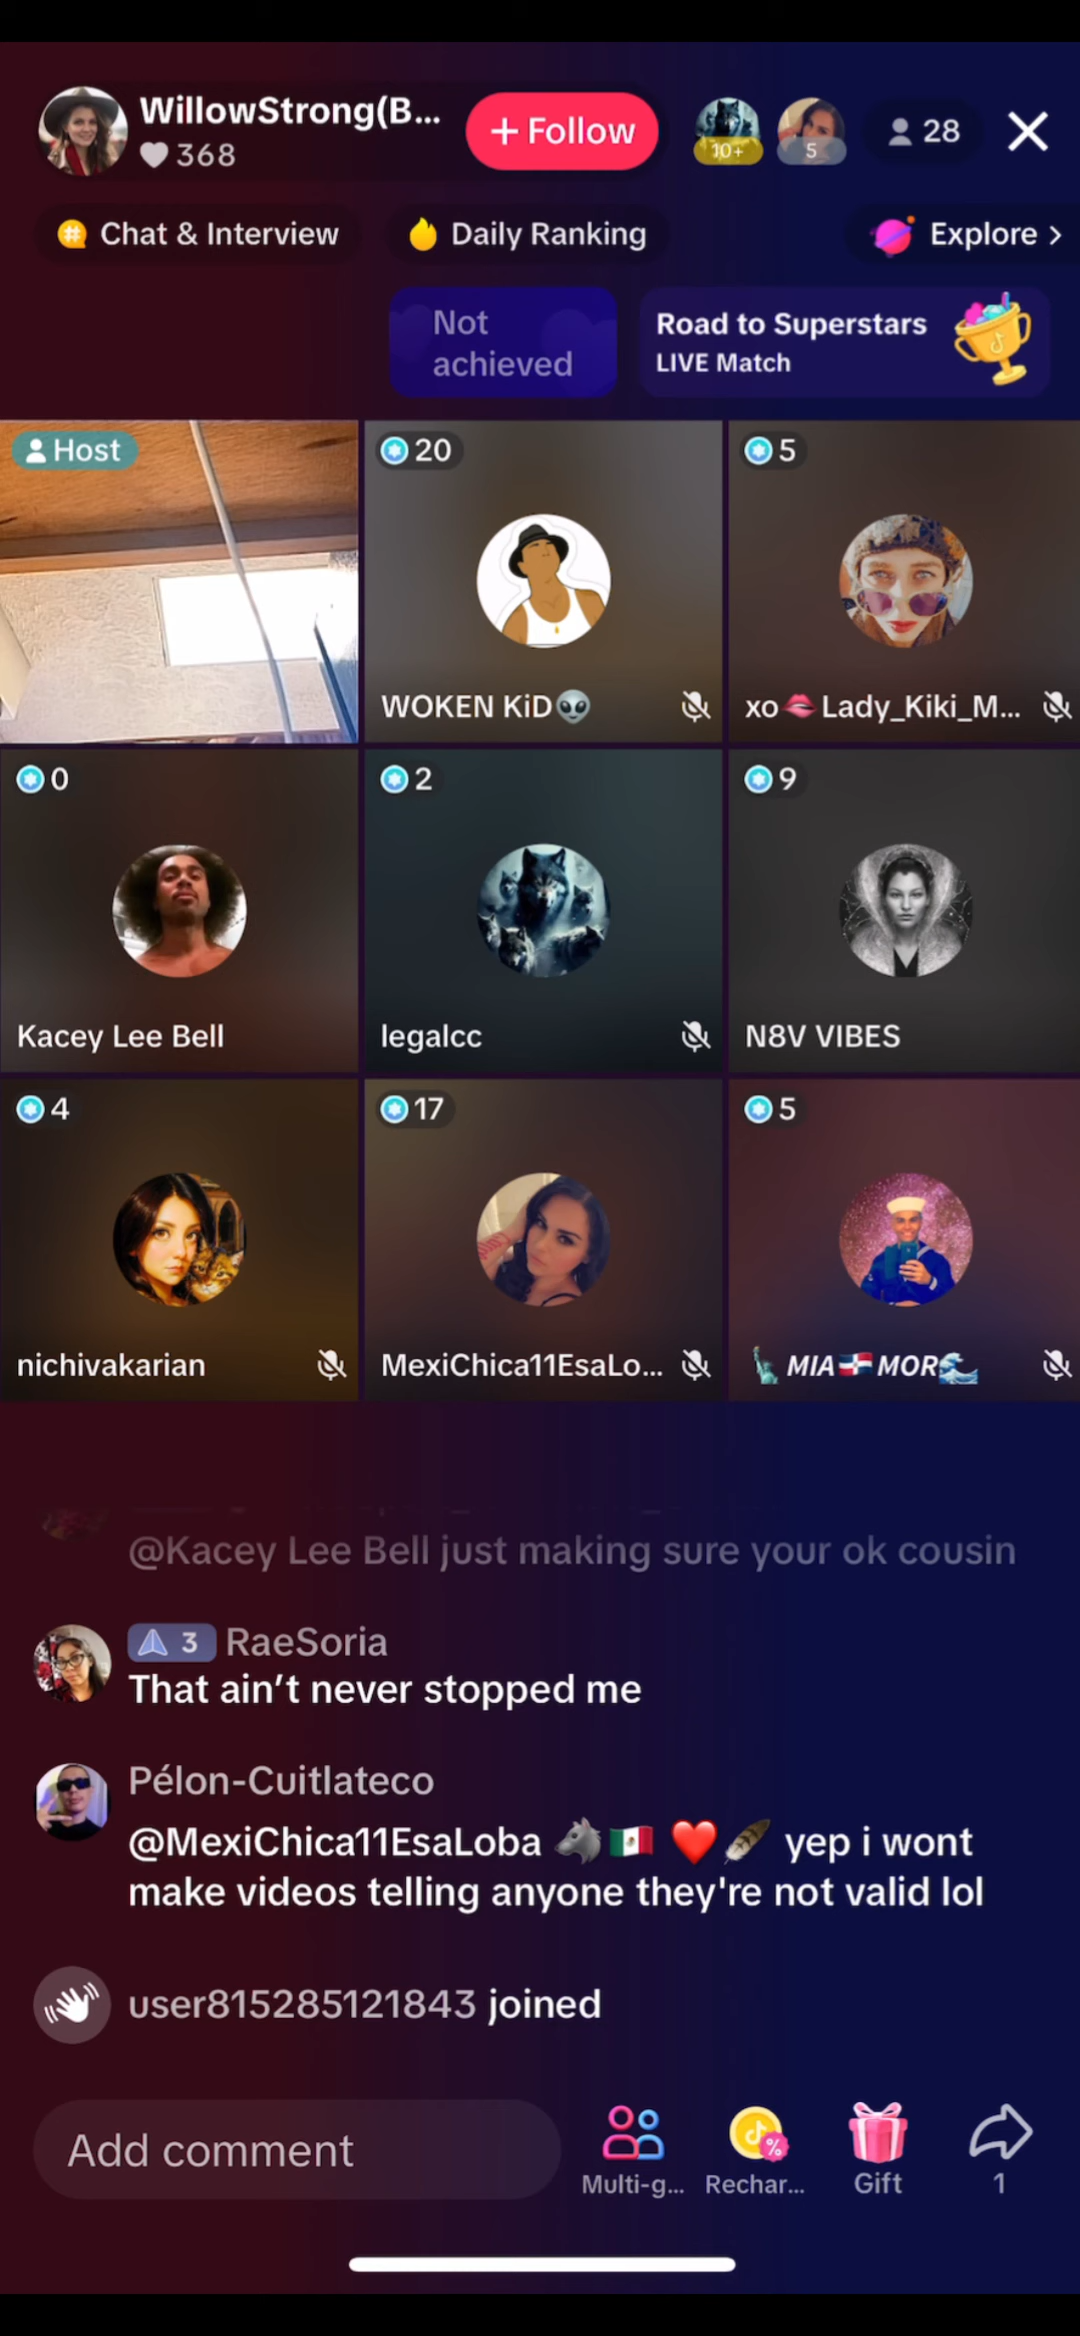 WillowStrong(B...
368
+ Follow
10+
5
28
Chat & Interview
Daily Ranking
Explore >
Not
achieved
Road to Superstars
LIVE Match
Host
20
5
WOKEN KiD👽
xo💋Lady_Kiki_M...
0
2
9
Kacey Lee Bell
legalcc
N8V VIBES
4
17
5
nichivakarian
MexiChica11EsaLo...
🗽 MIA🇩🇴MOR🌊
@Kacey Lee Bell just making sure your ok cousin
3 RaeSoria
That ain't never stopped me
Pélon-Cuitlateco
@MexiChica11EsaLoba 🐺🇲🇽 ❤️🪶 yep i wont
make videos telling anyone they're not valid lol
user815285121843 joined
Add comment
Multi-g...
Rechar...
Gift
1